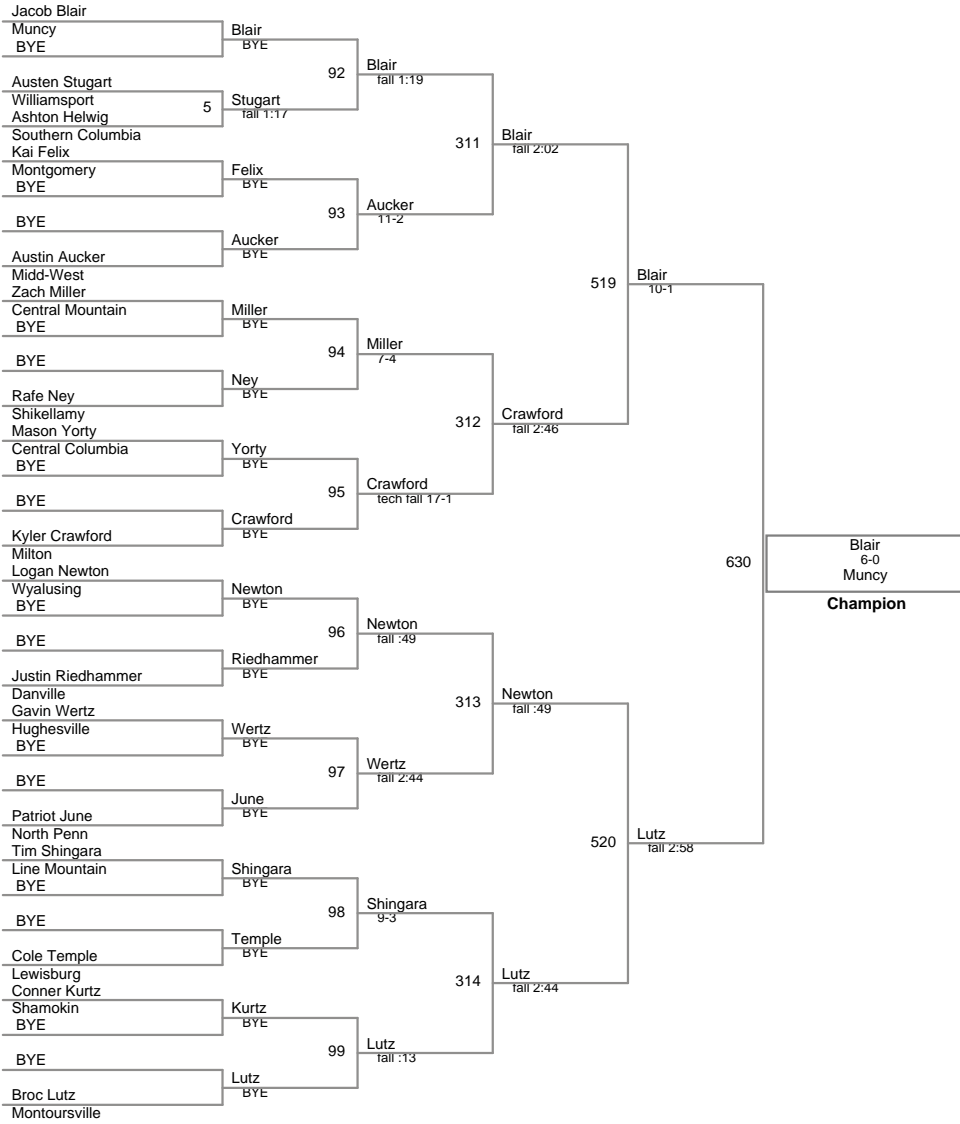 Jacob Blair
Muncy
BYE
Austen Stugart
Williamsport
Ashton Helwig
Southern Columbia
Kai Felix
Montgomery
BYE
BYE
Austin Aucker
Midd-West
Zach Miller
Central Mountain
BYE
BYE
Rafe Ney
Shikellamy
Mason Yorty
Central Columbia
BYE
BYE
Kyler Crawford
Milton
Logan Newton
Wyalusing
BYE
BYE
Justin Riedhammer
Danville
Gavin Wertz
Hughesville
BYE
BYE
Patriot June
North Penn
Tim Shingara
Line Mountain
BYE
BYE
Cole Temple
Lewisburg
Conner Kurtz
Shamokin
BYE
BYE
Broc Lutz
Montoursville
5
Blair
BYE
Stugart
fall 1:17
Felix
BYE
Aucker
BYE
Miller
BYE
Ney
BYE
Yorty
BYE
Crawford
BYE
Newton
BYE
Riedhammer
BYE
Wertz
BYE
June
BYE
Shingara
BYE
Temple
BYE
Kurtz
BYE
Lutz
BYE
92
93
94
95
96
97
98
99
Blair
fall 1:19
Aucker
11-2
Miller
7-4
Crawford
tech fall 17-1
Newton
fall :49
Wertz
fall 2:44
Shingara
9-3
Lutz
fall :13
311
312
313
314
Blair
fall 2:02
Crawford
fall 2:46
Newton
fall :49
Lutz
fall 2:44
519
520
Blair
10-1
Lutz
fall 2:58
630
Blair
6-0
Muncy
Champion